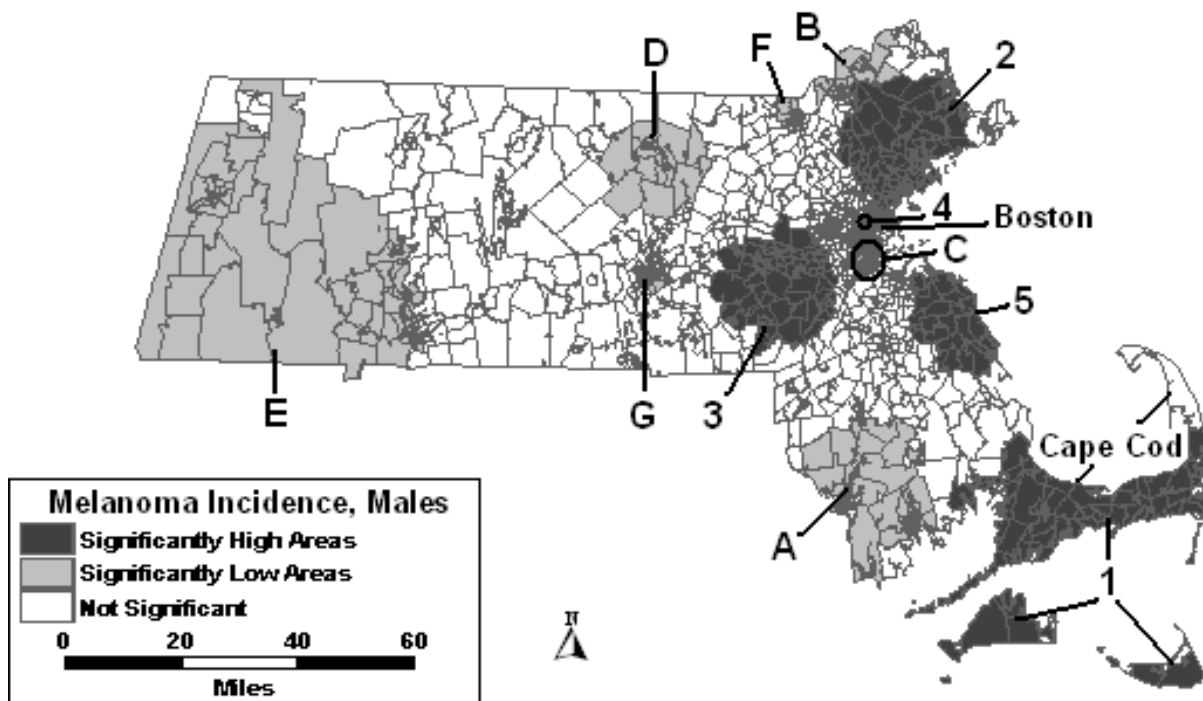 B
2
D
F
4
Boston
C
5
E
G
3
Cape Cod
A
1
Melanoma Incidence, Males
Significantly High Areas
Significantly Low Areas
Not Significant
0 20 40 60
Miles
N